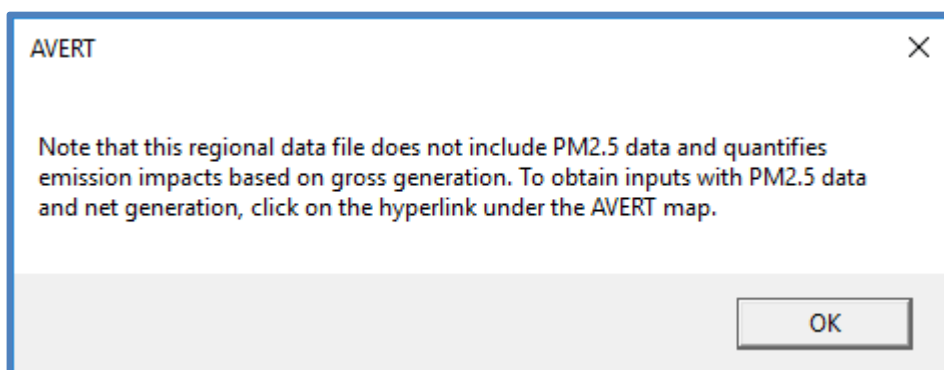 AVERT
Note that this regional data file does not include PM2.5 data and quantifies
emission impacts based on gross generation. To obtain inputs with PM2.5 data
and net generation, click on the hyperlink under the AVERT map.
OK